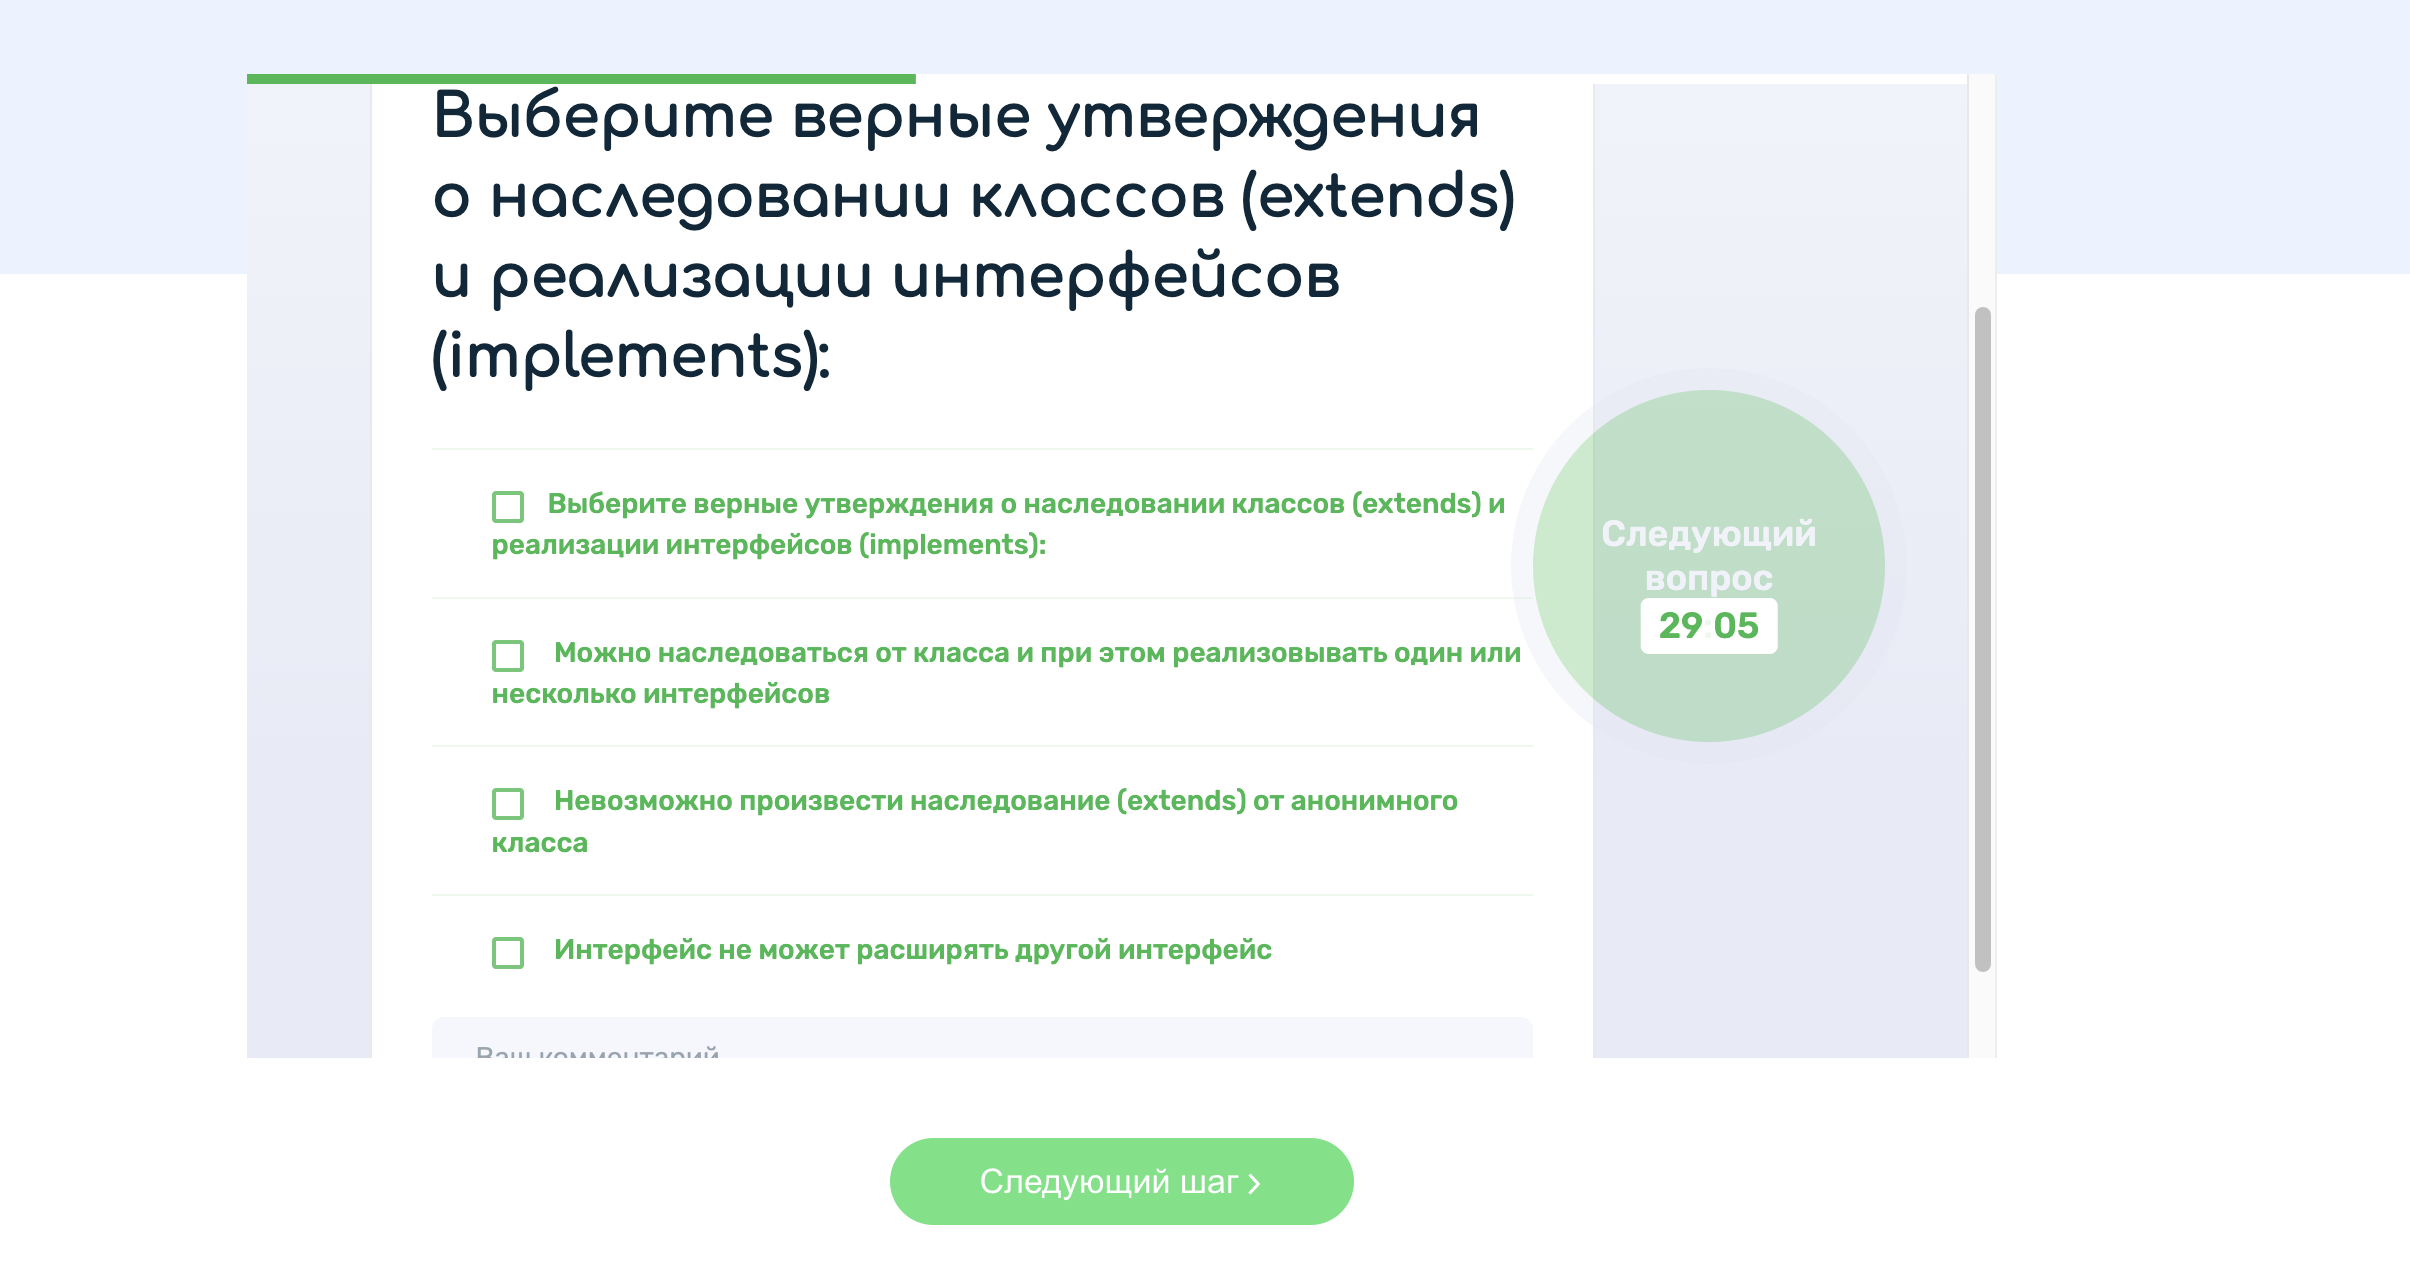 Выберите верные утверждения
о наследовании классов (extends)
и реализации интерфейсов
(implements):
Выберите верные утверждения о наследовании классов (extends) и
реализации интерфейсов (implements):
Можно наследоваться от класса и при этом реализовывать один или
несколько интерфейсов
Невозможно произвести наследование (extends) от анонимного
класса
Интерфейс не может расширять другой интерфейс
Ваш комментарий
Следующий
вопрос
29:05
Следующий шаг >